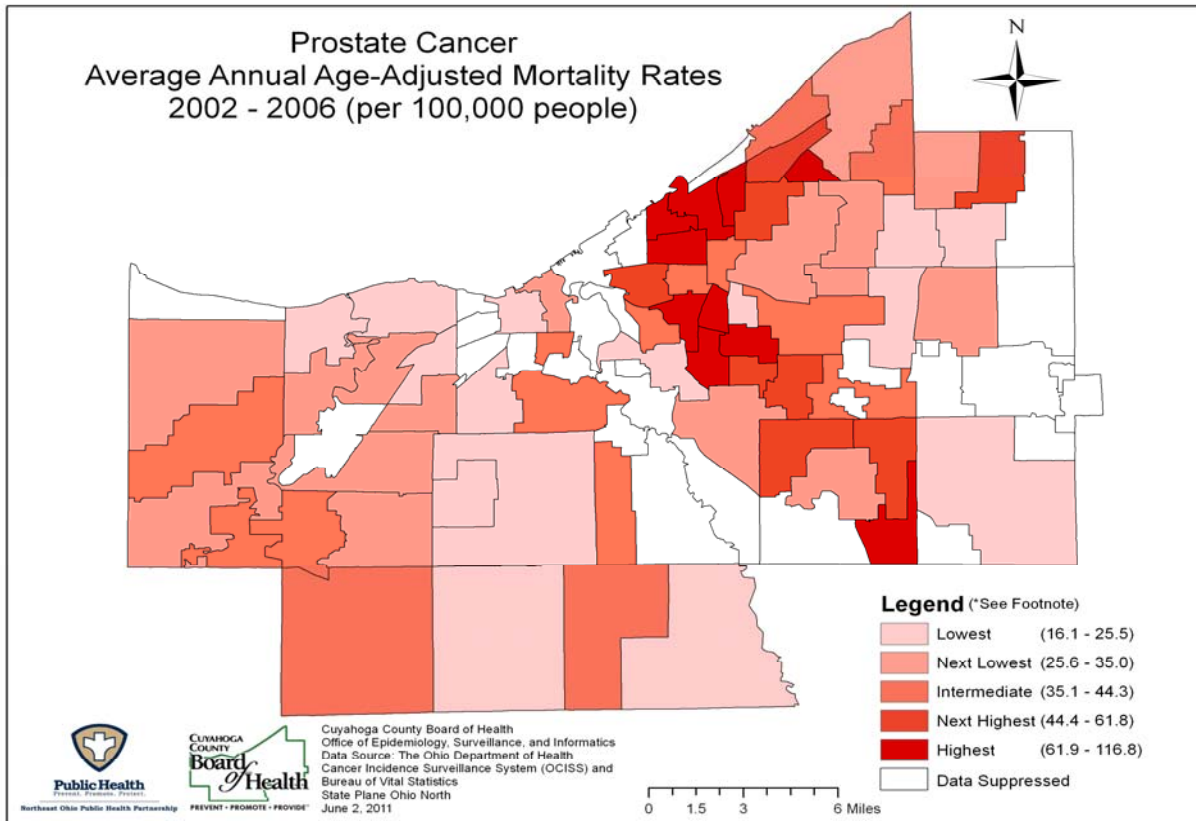 Prostate Cancer
Average Annual Age-Adjusted Mortality Rates
2002 - 2006 (per 100,000 people)
N
Legend (*See Footnote)
Lowest (16.1 - 25.5)
Next Lowest (25.6 - 35.0)
Intermediate (35.1 - 44.3)
Next Highest (44.4 - 61.8)
Highest (61.9 - 116.8)
Data Suppressed
Public Health
Prevent. Promote. Protect.
Northeast Ohio Public Health Partnership
CUYAHOGA
COUNTY
Board
of Health
PREVENT • PROMOTE • PROVIDE
Cuyahoga County Board of Health
Office of Epidemiology, Surveillance, and Informatics
Data Source: The Ohio Department of Health
Cancer Incidence Surveillance System (OCISS) and
Bureau of Vital Statistics
State Plane Ohio North
June 2, 2011
0 1.5 3 6 Miles